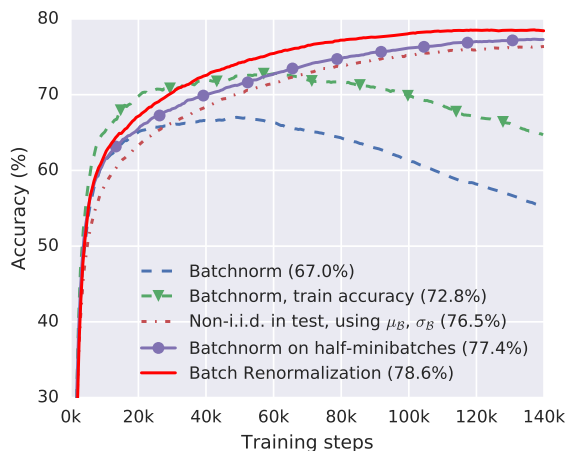 80
70
60
50
40
30
Accuracy (%)
Batchnorm (67.0%)
Batchnorm, train accuracy (72.8%)
Non-i.i.d. in test, using μ_ℬ, σ_ℬ (76.5%)
Batchnorm on half-minibatches (77.4%)
Batch Renormalization (78.6%)
0k 20k 40k 60k 80k 100k 120k 140k
Training steps